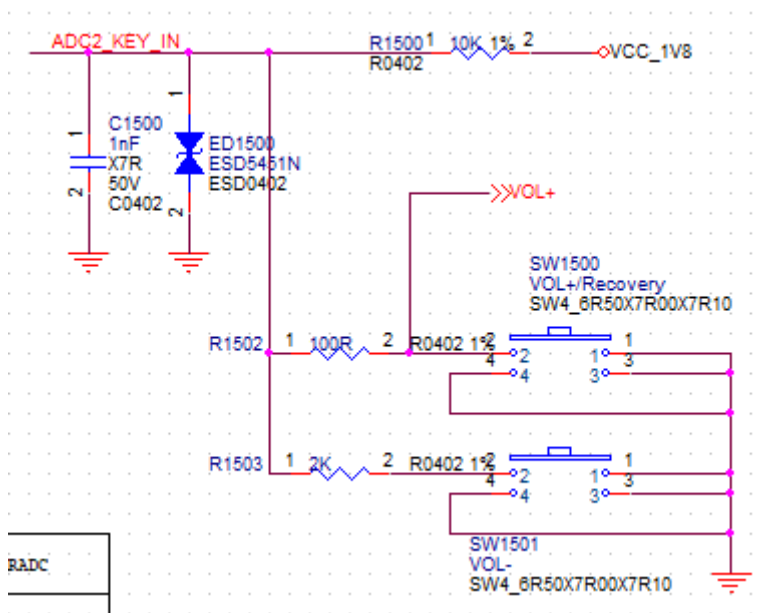 ADC2_KEY_IN
R1500 1 10K 1% 2
R0402
VCC_1V8
1
1
C1500
1nF
X7R
50V
C0402
2
ED1500
ESD5451N
ESD0402
2
VOL+
SW1500
VOL+/Recovery
SW4_6R50X7R00X7R10
R1502 1 100R 2 R0402 1% 2 2 1 1
4 4 3 3
R1503 1 2K 2 R0402 1% 2 2 1 1
4 4 3 3
SW1501
VOL-
SW4_6R50X7R00X7R10
RADC